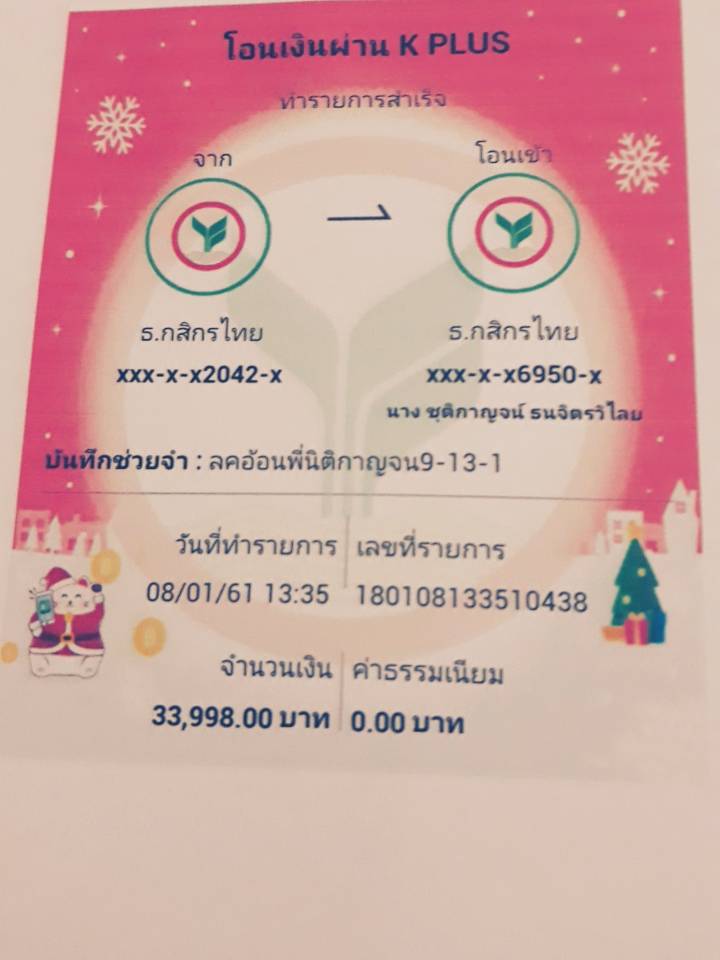 โอนเงินผ่าน K PLUS
ทำรายการสำเร็จ
จาก
โอนเข้า
ธ.กสิกรไทย
ธ.กสิกรไทย
xxx-x-x2042-x
xxx-x-x6950-x
นาง ชุติกาญจน์ ธนจิตรวิไลย
บันทึกช่วยจำ : ลคอ้อนพี่นิติกาญจน9-13-1
วันที่ทำรายการ
เลขที่รายการ
08/01/61 13:35
180108133510438
จำนวนเงิน
ค่าธรรมเนียม
33,998.00 บาท
0.00 บาท